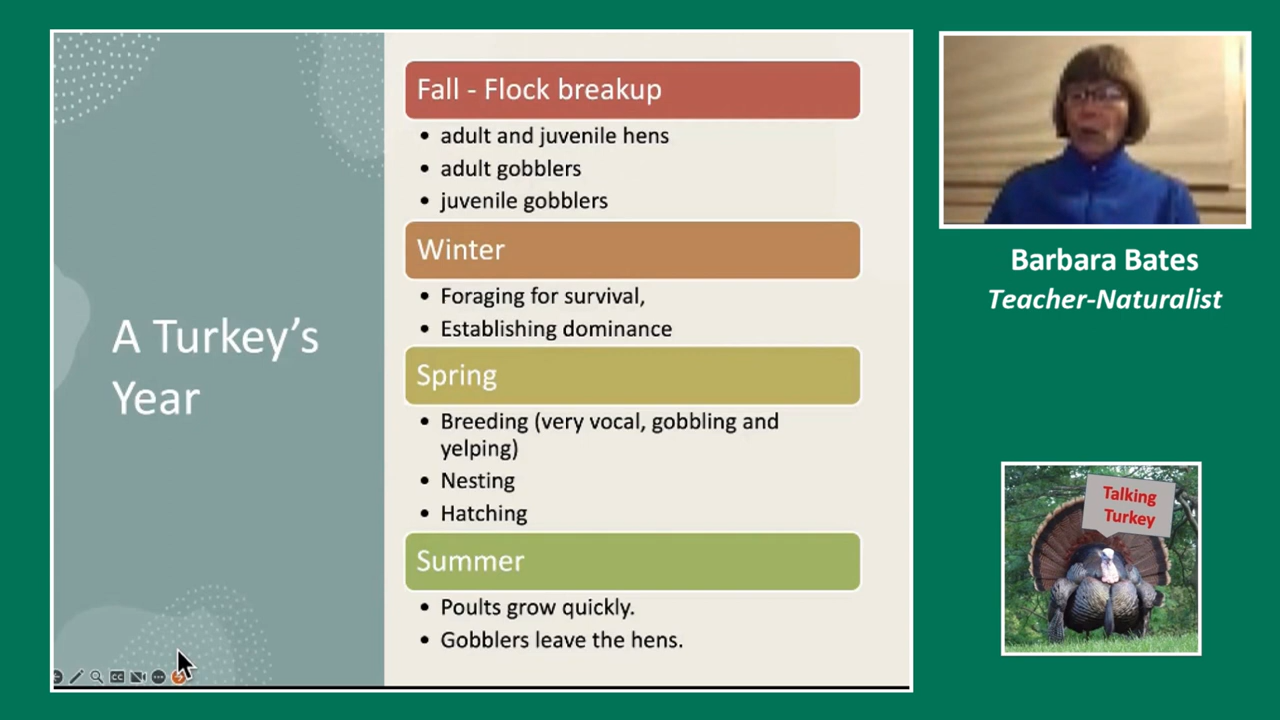 A Turkey's
Year
Fall - Flock breakup
• adult and juvenile hens
• adult gobblers
• juvenile gobblers
Winter
• Foraging for survival,
• Establishing dominance
Spring
• Breeding (very vocal, gobbling and
yelping)
• Nesting
• Hatching
Summer
• Poults grow quickly.
• Gobblers leave the hens.
CC
Barbara Bates
Teacher-Naturalist
Talking
Turkey